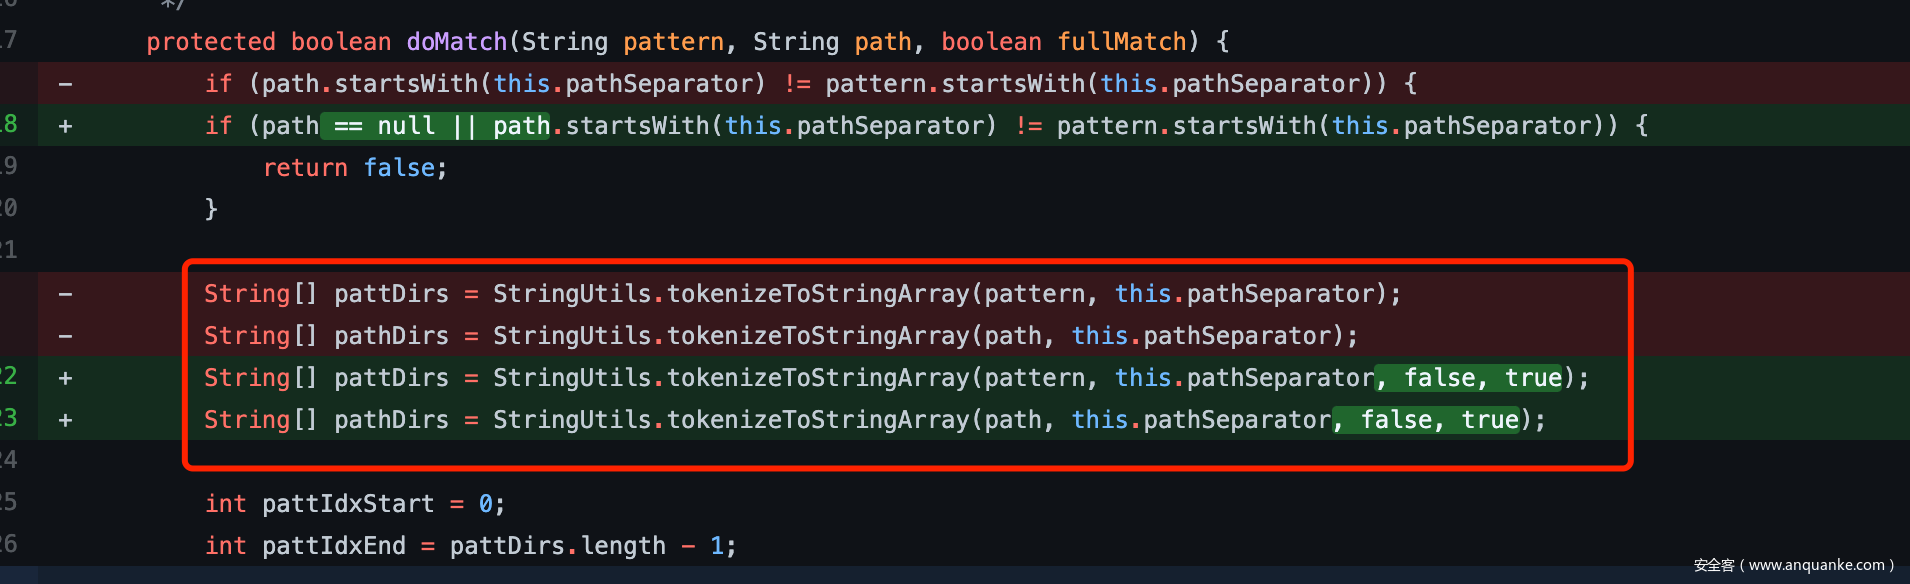 */
7 protected boolean doMatch(String pattern, String path, boolean fullMatch) {
- if (path.startsWith(this.pathSeparator) != pattern.startsWith(this.pathSeparator)) {
8 + if (path == null || path.startsWith(this.pathSeparator) != pattern.startsWith(this.pathSeparator)) {
19 return false;
20 }
21
- String[] pattDirs = StringUtils.tokenizeToStringArray(pattern, this.pathSeparator);
- String[] pathDirs = StringUtils.tokenizeToStringArray(path, this.pathSeparator);
22 + String[] pattDirs = StringUtils.tokenizeToStringArray(pattern, this.pathSeparator, false, true);
23 + String[] pathDirs = StringUtils.tokenizeToStringArray(path, this.pathSeparator, false, true);
24
25 int pattIdxStart = 0;
26 int pattIdxEnd = pattDirs.length - 1;
安全客（www.anquanke.com）